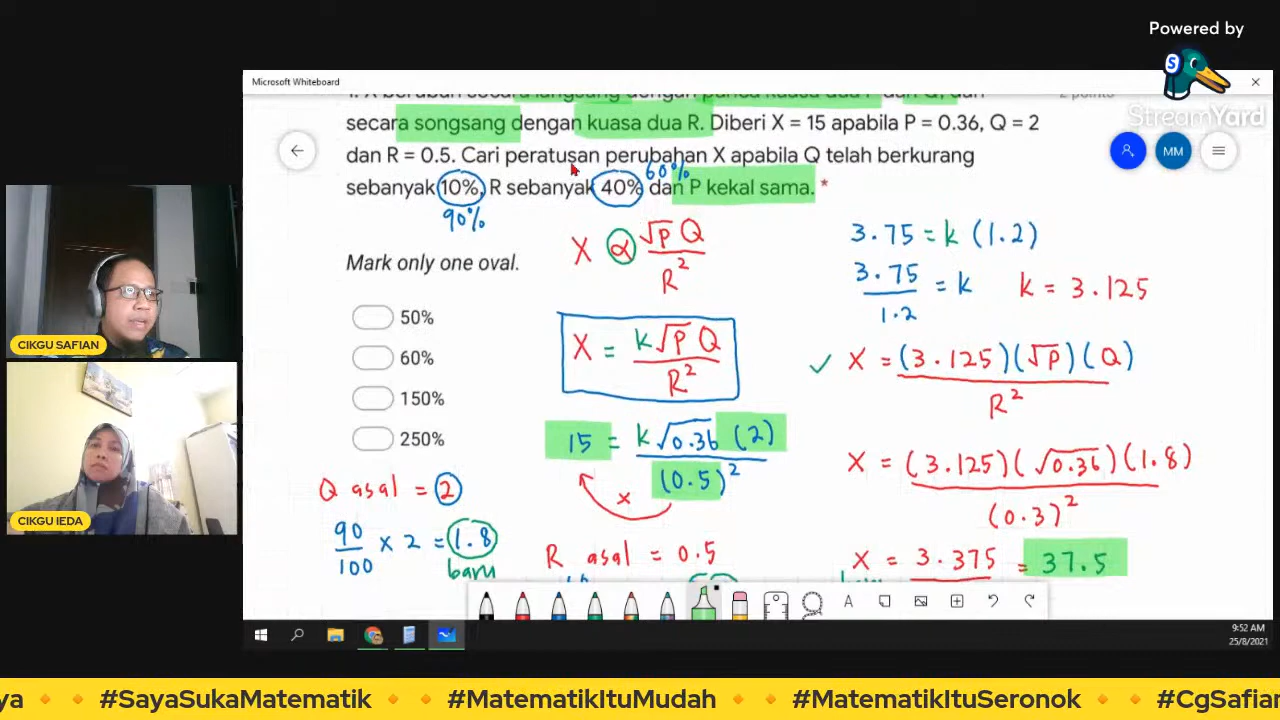 Powered by
StreamYard
Microsoft Whiteboard
secara songsang dengan kuasa dua R. Diberi X = 15 apabila P = 0.36, Q = 2
dan R = 0.5. Cari peratusan perubahan X apabila Q telah berkurang
60%
sebanyak 10%, R sebanyak 40% dan P kekal sama. *
90%
MM
Mark only one oval.
50%
60%
150%
250%
X α √P Q
R²
X = k√P Q
R²
15 = k√0.36 (2)
(0.5)²
x
Q asal = 2
90/100 x 2 = 1.8
baru
R asal = 0.5
3.75 = k (1.2)
3.75/1.2 = k k = 3.125
✓ X = (3.125)(√P)(Q)
R²
X = (3.125)(√0.36)(1.8)
(0.3)²
X = 3.375 = 37.5
CIKGU SAFIAN
CIKGU IEDA
9:52 AM
25/8/2021
ya #SayaSukaMatematik #MatematikItuMudah #MatematikItuSeronok #CgSafian